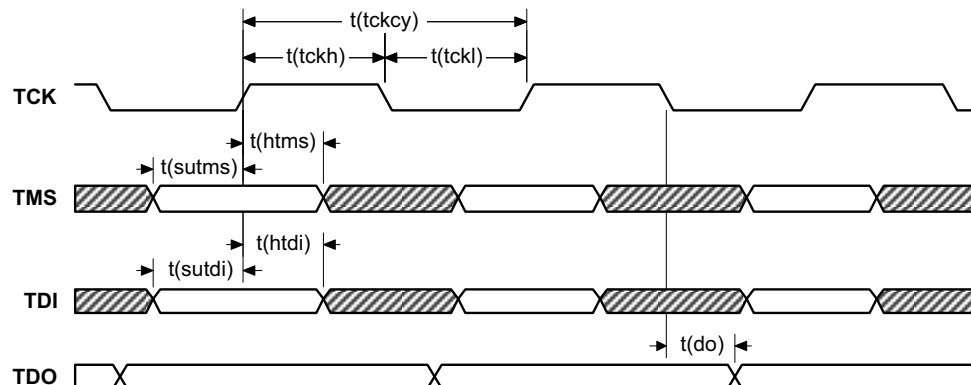 t(tckcy)
t(tckh) t(tckl)
TCK
t(htms)
t(sutms)
TMS
t(htdi)
t(sutdi)
TDI
t(do)
TDO